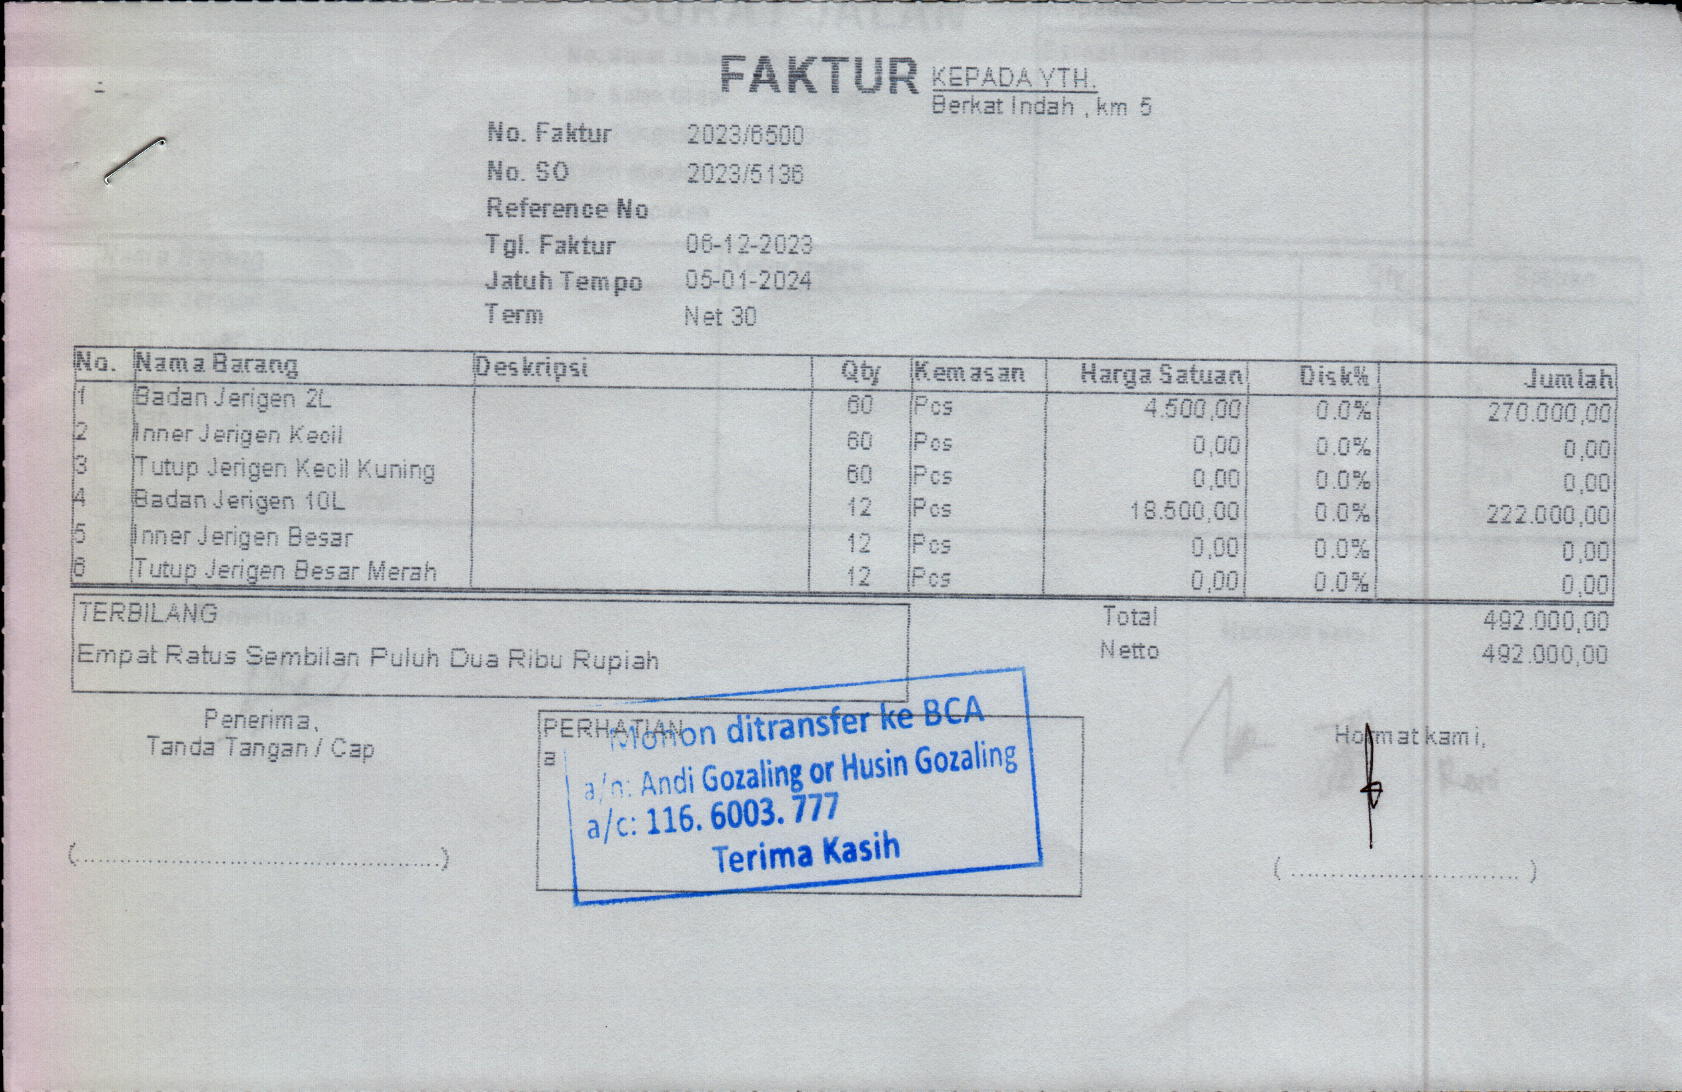 FAKTUR
KEPADA YTH.
Berkat Indah , km 5
No. Faktur 2023/6500
No. SO 2023/5136
Reference No
Tgl. Faktur 06-12-2023
Jatuh Tempo 05-01-2024
Term Net 30
No. Nama Barang Deskripsi Qty Kemasan Harga Satuan Disk% Jumlah
1 Badan Jerigen 2L 60 Pcs 4.500,00 0.0% 270.000,00
2 Inner Jerigen Kecil 60 Pcs 0,00 0.0% 0,00
3 Tutup Jerigen Kecil Kuning 60 Pcs 0,00 0.0% 0,00
4 Badan Jerigen 10L 12 Pcs 18.500,00 0.0% 222.000,00
5 Inner Jerigen Besar 12 Pcs 0,00 0.0% 0,00
6 Tutup Jerigen Besar Merah 12 Pcs 0,00 0.0% 0,00
TERBILANG
Empat Ratus Sembilan Puluh Dua Ribu Rupiah
Total 492.000,00
Netto 492.000,00
Penerima,
Tanda Tangan / Cap
PERHATIAN
a
Mohon ditransfer ke BCA
a/n: Andi Gozaling or Husin Gozaling
a/c: 116. 6003. 777
Terima Kasih
Hormat kami,